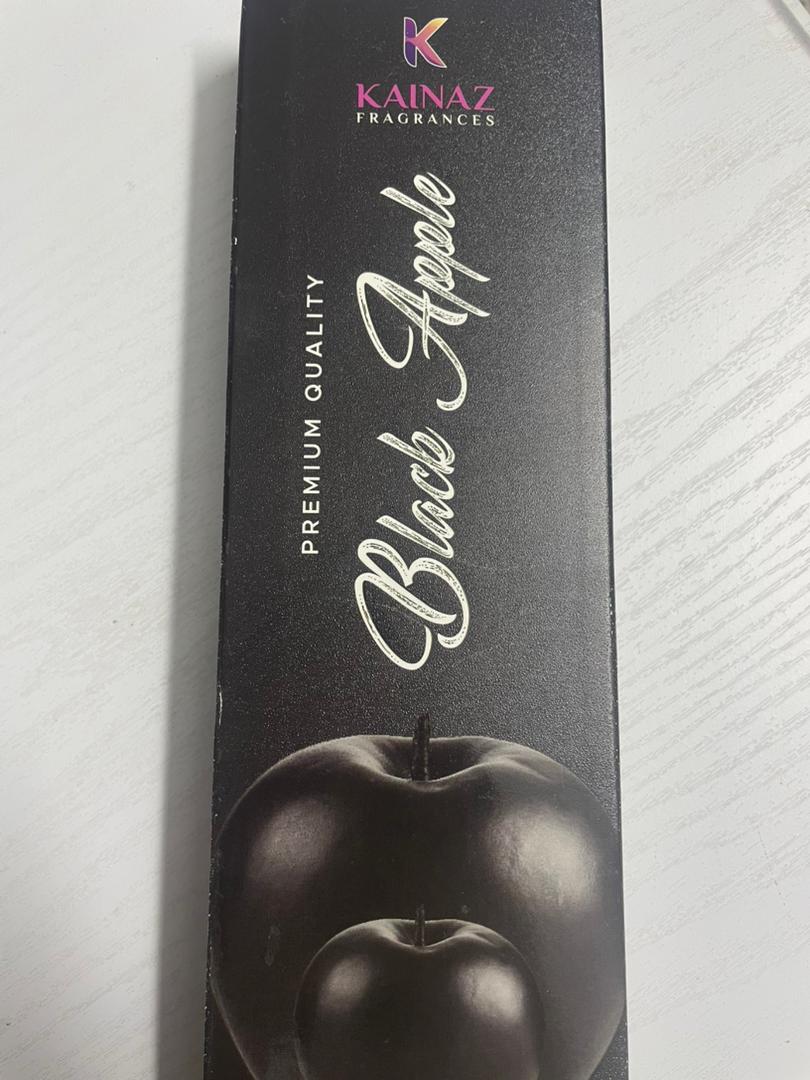 KAINAZ
FRAGRANCES
PREMIUM QUALITY
Black Apple